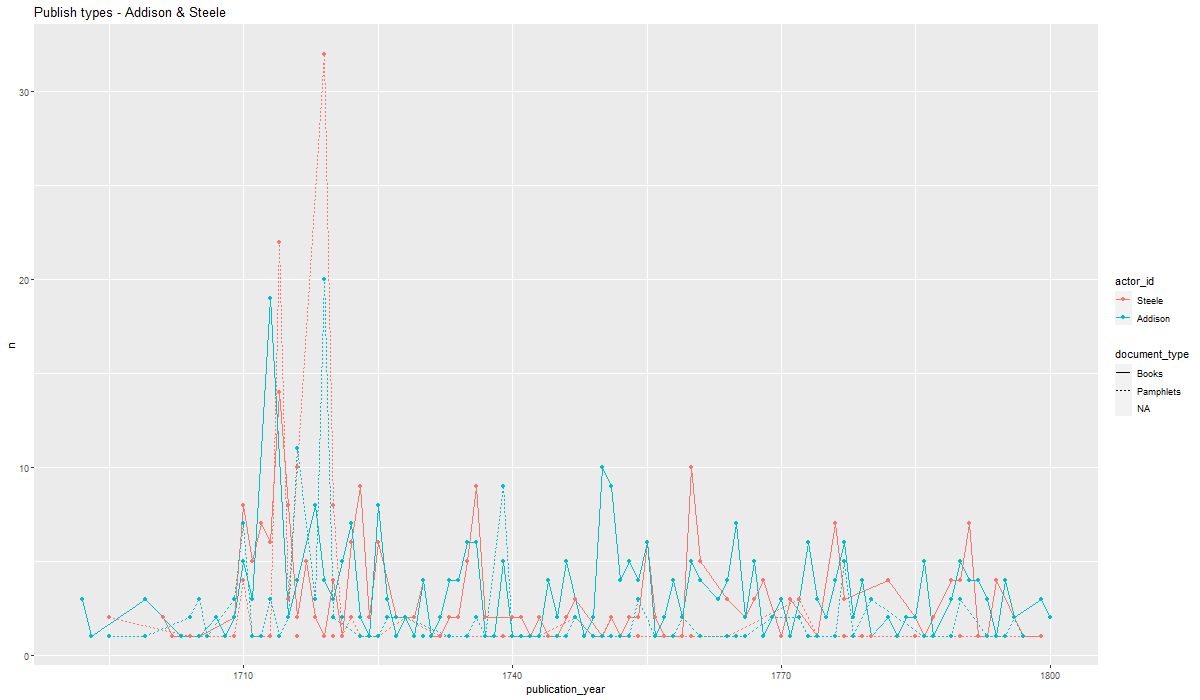 Publish types - Addison & Steele
30
20
10
0
n
1710
1740
1770
1800
publication_year
actor_id
Steele
Addison
document_type
Books
Pamphlets
NA